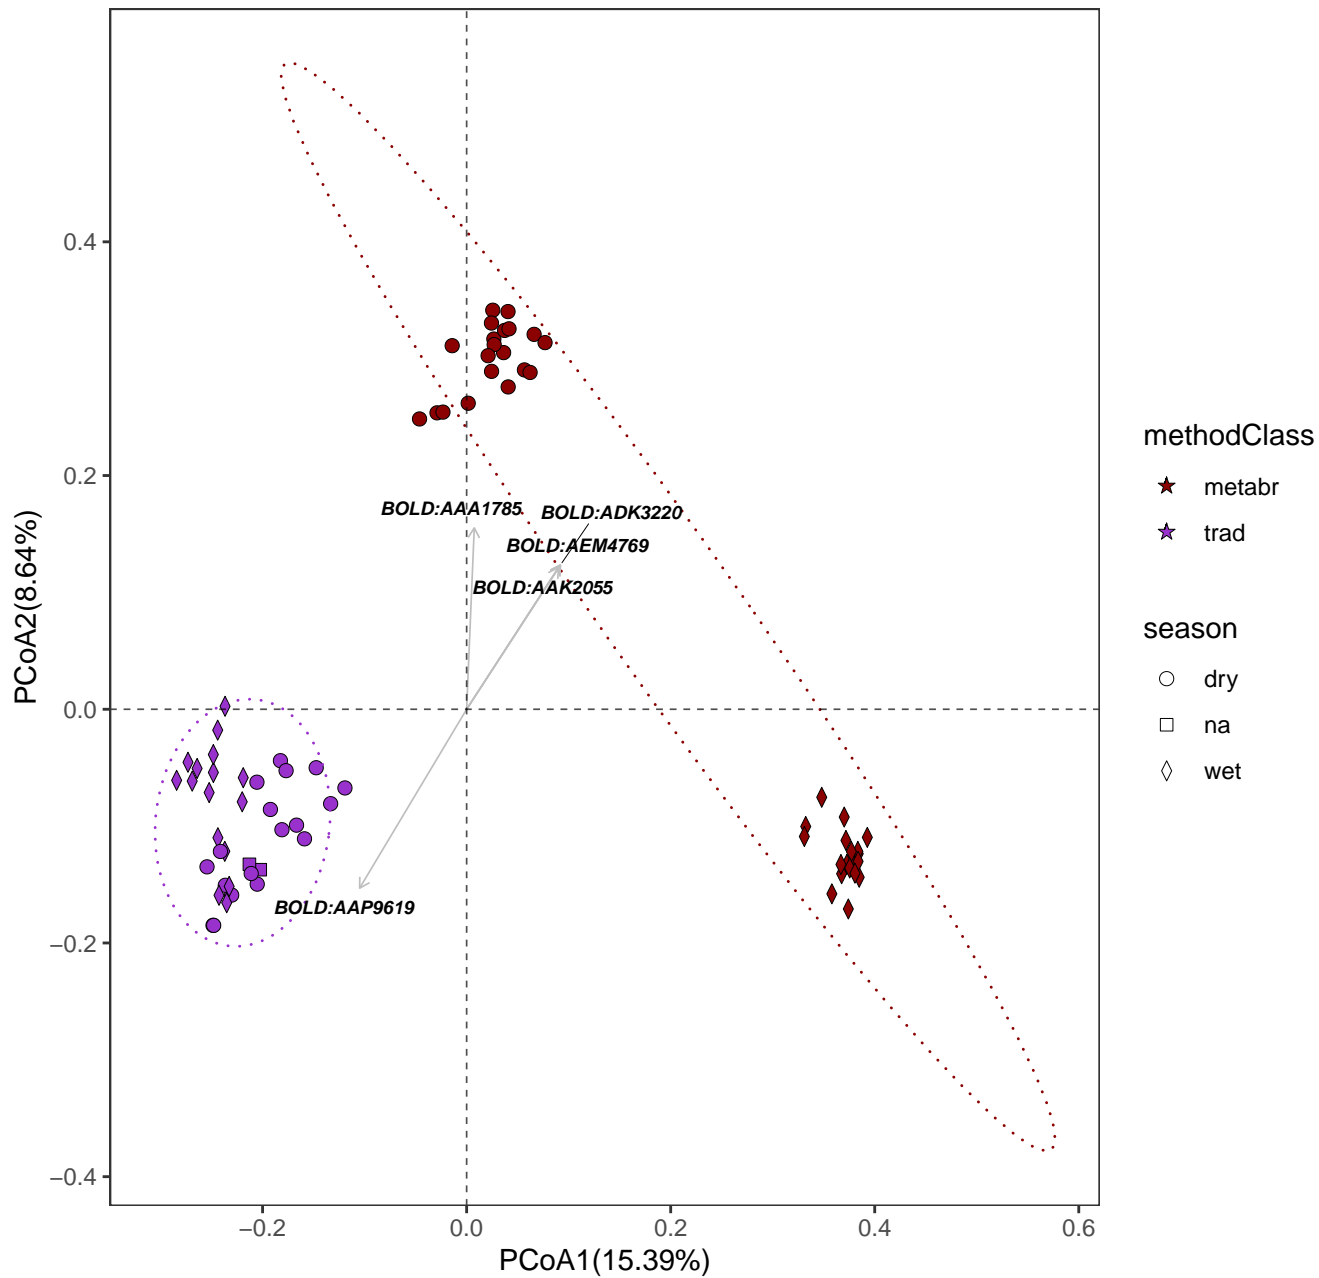 0.4
0.2
0.0
−0.2
−0.4
PCoA2(8.64%)
BOLD:AAA1785
BOLD:ADK3220
BOLD:AEM4769
BOLD:AAK2055
BOLD:AAP9619
−0.2
0.0
0.2
0.4
0.6
PCoA1(15.39%)
methodClass
metabr
trad
season
dry
na
wet